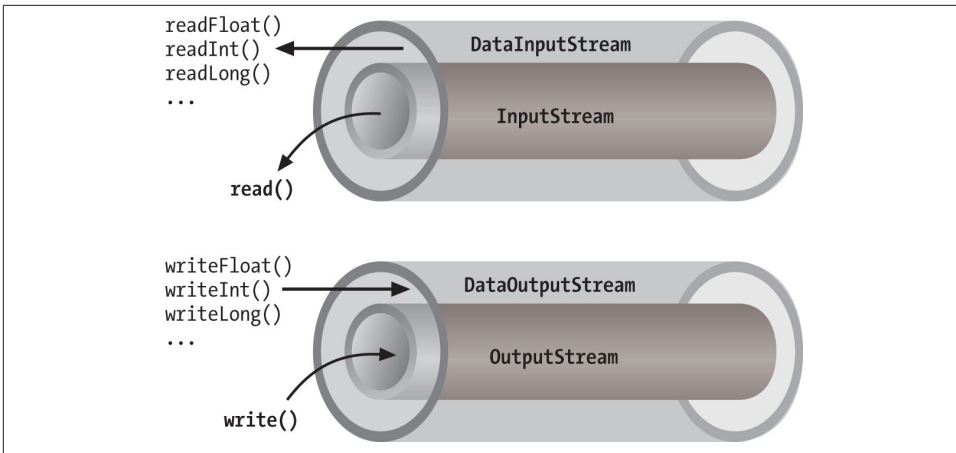 readFloat()
readInt()
readLong()
...
DataInputStream
InputStream
read()
writeFloat()
writeInt()
writeLong()
...
DataOutputStream
OutputStream
write()